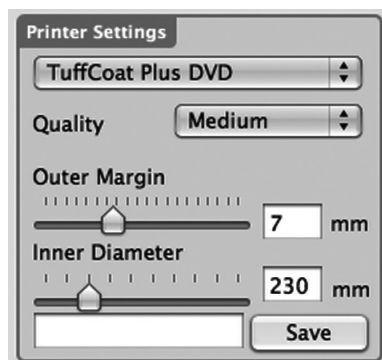 Printer Settings
TuffCoat Plus DVD
Quality Medium
Outer Margin
7 mm
Inner Diameter
230 mm
Save